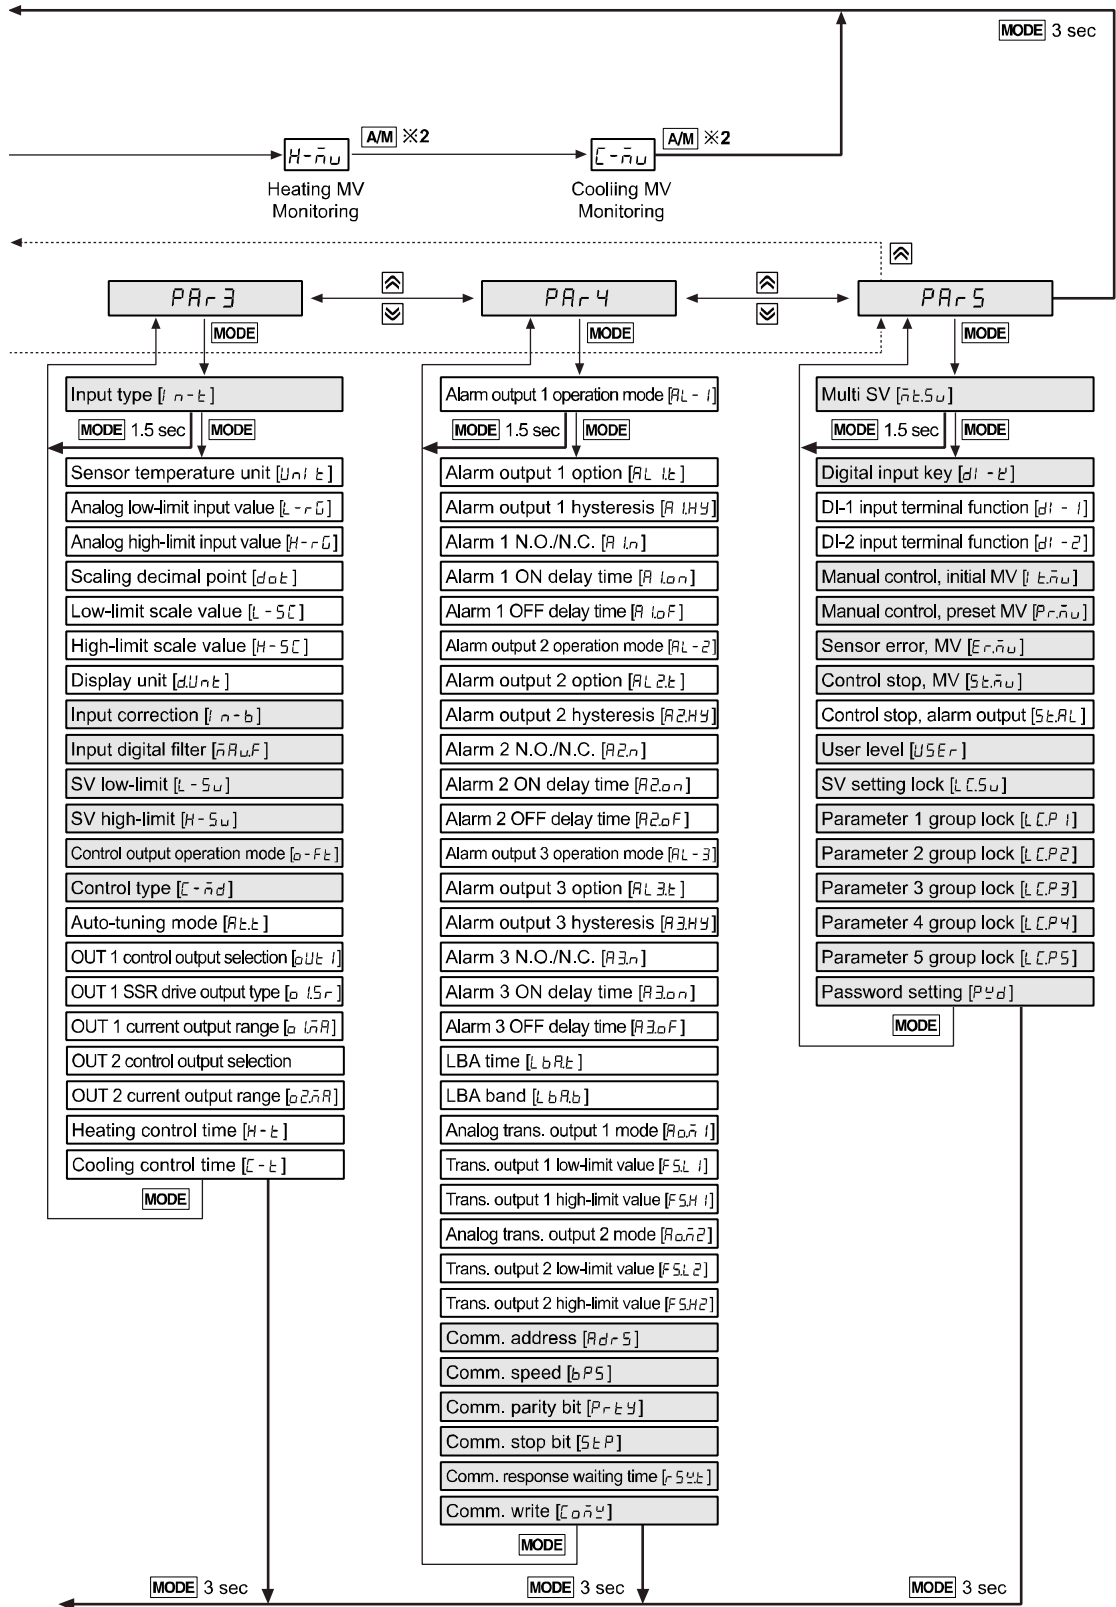 MODE 3 sec
A/M ※2
A/M ※2
H-mv
C-mv
Heating MV
Monitoring
Cooliing MV
Monitoring
PAr3
PAr4
PAr5
MODE
MODE
MODE
Input type [In-t]
MODE 1.5 sec MODE
Sensor temperature unit [UnIt]
Analog low-limit input value [L-rG]
Analog high-limit input value [H-rG]
Scaling decimal point [dot]
Low-limit scale value [L-SC]
High-limit scale value [H-SC]
Display unit [d.Unt]
Input correction [In-b]
Input digital filter [mAv.F]
SV low-limit [L-Sv]
SV high-limit [H-Sv]
Control output operation mode [o-Ft]
Control type [C-md]
Auto-tuning mode [At.t]
OUT 1 control output selection [oUt1]
OUT 1 SSR drive output type [o1.Sr]
OUT 1 current output range [o1.mA]
OUT 2 control output selection
OUT 2 current output range [o2.mA]
Heating control time [H-t]
Cooling control time [C-t]
MODE
Alarm output 1 operation mode [AL-1]
MODE 1.5 sec MODE
Alarm output 1 option [AL1.t]
Alarm output 1 hysteresis [A1.HY]
Alarm 1 N.O./N.C. [A1.n]
Alarm 1 ON delay time [A1.on]
Alarm 1 OFF delay time [A1.oF]
Alarm output 2 operation mode [AL-2]
Alarm output 2 option [AL2.t]
Alarm output 2 hysteresis [A2.HY]
Alarm 2 N.O./N.C. [A2.n]
Alarm 2 ON delay time [A2.on]
Alarm 2 OFF delay time [A2.oF]
Alarm output 3 operation mode [AL-3]
Alarm output 3 option [AL3.t]
Alarm output 3 hysteresis [A3.HY]
Alarm 3 N.O./N.C. [A3.n]
Alarm 3 ON delay time [A3.on]
Alarm 3 OFF delay time [A3.oF]
LBA time [LbA.t]
LBA band [LbA.b]
Analog trans. output 1 mode [Ao.m1]
Trans. output 1 low-limit value [FS.L1]
Trans. output 1 high-limit value [FS.H1]
Analog trans. output 2 mode [Ao.m2]
Trans. output 2 low-limit value [FS.L2]
Trans. output 2 high-limit value [FS.H2]
Comm. address [AdrS]
Comm. speed [bPS]
Comm. parity bit [PrtY]
Comm. stop bit [StP]
Comm. response waiting time [rSW.t]
Comm. write [ComW]
MODE
Multi SV [mt.Sv]
MODE 1.5 sec MODE
Digital input key [dI-K]
DI-1 input terminal function [dI-1]
DI-2 input terminal function [dI-2]
Manual control, initial MV [It.mv]
Manual control, preset MV [Pr.mv]
Sensor error, MV [Er.mv]
Control stop, MV [St.mv]
Control stop, alarm output [St.AL]
User level [USEr]
SV setting lock [LC.Sv]
Parameter 1 group lock [LC.P1]
Parameter 2 group lock [LC.P2]
Parameter 3 group lock [LC.P3]
Parameter 4 group lock [LC.P4]
Parameter 5 group lock [LC.P5]
Password setting [PWd]
MODE
MODE 3 sec
MODE 3 sec
MODE 3 sec